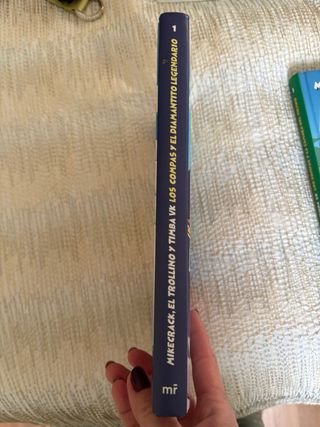 1
MIKECRACK, EL TROLLINO Y TIMBA VK LOS COMPAS Y EL DIAMANTITO LEGENDARIO
mr